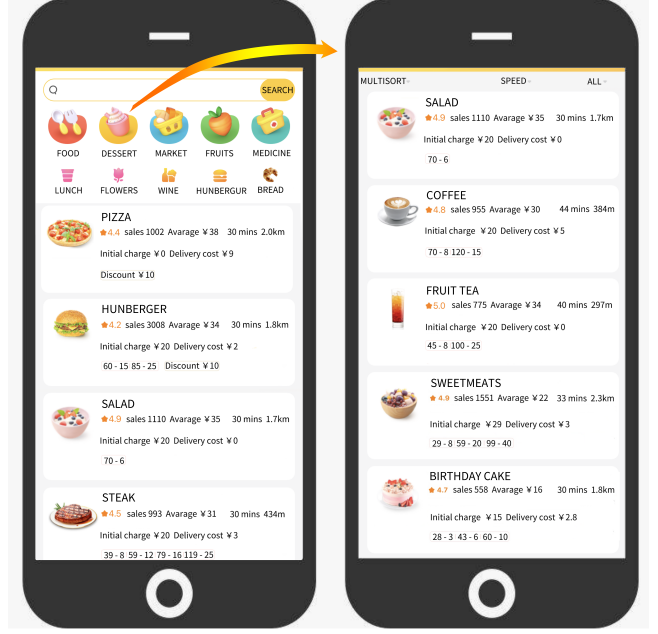 SEARCH
FOOD DESSERT MARKET FRUITS MEDICINE
LUNCH FLOWERS WINE HUNBERGUR BREAD
PIZZA
4.4 sales 1002 Avarage ¥38 30 mins 2.0km
Initial charge ¥0 Delivery cost ¥9
Discount ¥10
HUNBERGER
4.2 sales 3008 Avarage ¥34 30 mins 1.8km
Initial charge ¥20 Delivery cost ¥2
60 - 15 85 - 25 Discount ¥10
SALAD
4.9 sales 1110 Avarage ¥35 30 mins 1.7km
Initial charge ¥20 Delivery cost ¥0
70 - 6
STEAK
4.5 sales 993 Avarage ¥31 30 mins 434m
Initial charge ¥20 Delivery cost ¥3
39 - 8 59 - 12 79 - 16 119 - 25
MULTISORT SPEED ALL
SALAD
4.9 sales 1110 Avarage ¥35 30 mins 1.7km
Initial charge ¥20 Delivery cost ¥0
70 - 6
COFFEE
4.8 sales 955 Avarage ¥30 44 mins 384m
Initial charge ¥20 Delivery cost ¥5
70 - 8 120 - 15
FRUIT TEA
5.0 sales 775 Avarage ¥34 40 mins 297m
Initial charge ¥20 Delivery cost ¥0
45 - 8 100 - 25
SWEETMEATS
4.9 sales 1551 Avarage ¥22 33 mins 2.3km
Initial charge ¥29 Delivery cost ¥3
29 - 8 59 - 20 99 - 40
BIRTHDAY CAKE
4.7 sales 558 Avarage ¥16 30 mins 1.8km
Initial charge ¥15 Delivery cost ¥2.8
28 - 3 43 - 6 60 - 10